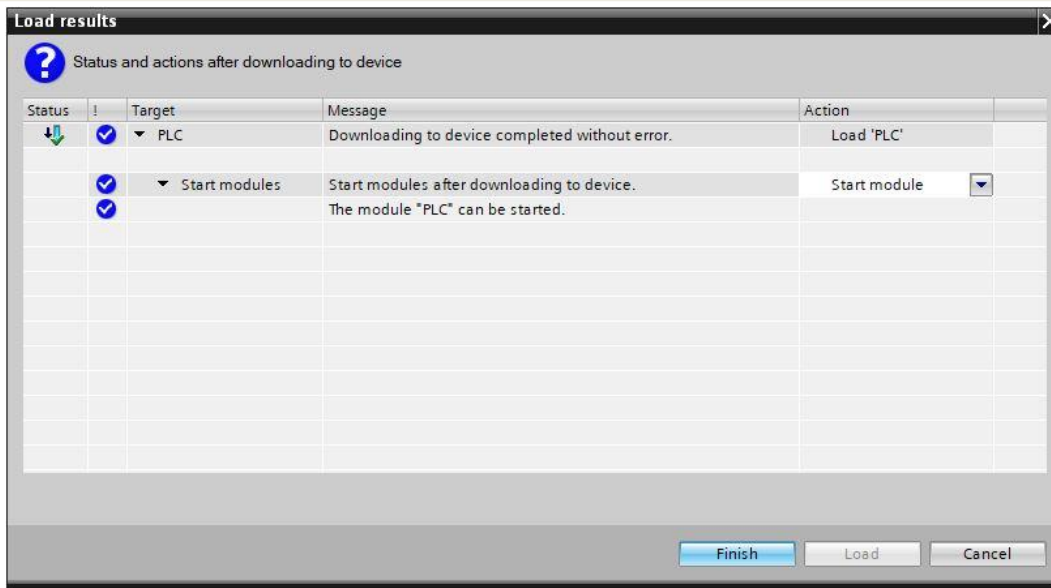 Load results
Status and actions after downloading to device
Status ! Target Message Action
PLC Downloading to device completed without error. Load 'PLC'
Start modules Start modules after downloading to device. Start module
The module "PLC" can be started.
Finish Load Cancel